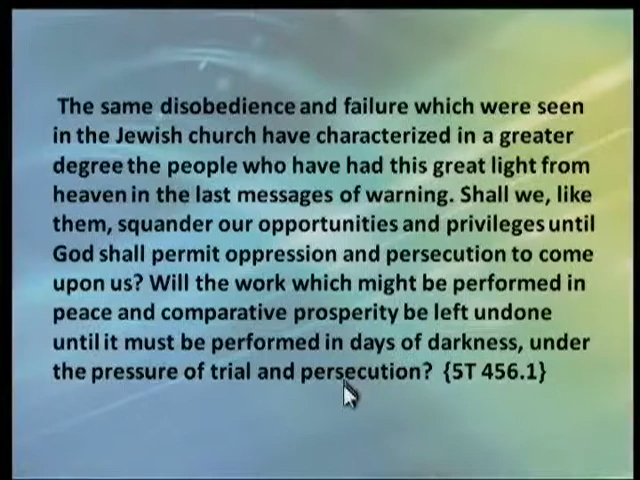 The same disobedience and failure which were seen
in the Jewish church have characterized in a greater
degree the people who have had this great light from
heaven in the last messages of warning. Shall we, like
them, squander our opportunities and privileges until
God shall permit oppression and persecution to come
upon us? Will the work which might be performed in
peace and comparative prosperity be left undone
until it must be performed in days of darkness, under
the pressure of trial and persecution? {5T 456.1}